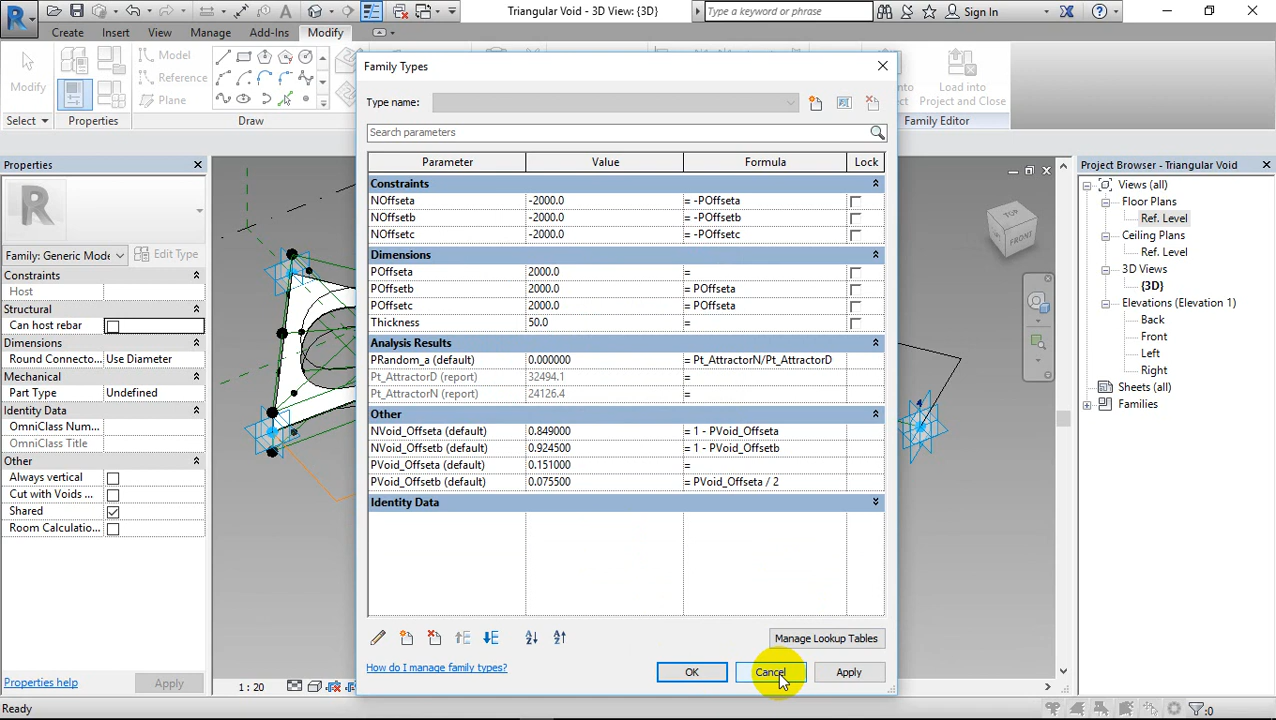 Triangular Void - 3D View: {3D}
Type a keyword or phrase
Sign In
Create
Insert
View
Manage
Add-Ins
Modify
Modify
Model
Reference
Plane
Load into
Project and Close
Select
Properties
Draw
Family Editor
Properties
Family: Generic Mode
Edit Type
Constraints
Host
Structural
Can host rebar
Dimensions
Round Connecto...
Use Diameter
Mechanical
Part Type
Undefined
Identity Data
OmniClass Num...
OmniClass Title
Other
Always vertical
Cut with Voids ...
Shared
Room Calculatio...
Properties help
Apply
Ready
Family Types
Type name:
Search parameters
Parameter Value Formula Lock
Constraints
NOffseta -2000.0 = -POffseta
NOffsetb -2000.0 = -POffsetb
NOffsetc -2000.0 = -POffsetc
Dimensions
POffseta 2000.0 =
POffsetb 2000.0 = POffseta
POffsetc 2000.0 = POffseta
Thickness 50.0 =
Analysis Results
PRandom_a (default) 0.000000 = Pt_AttractorN/Pt_AttractorD
Pt_AttractorD (report) 32494.1 =
Pt_AttractorN (report) 24126.4 =
Other
NVoid_Offseta (default) 0.849000 = 1 - PVoid_Offseta
NVoid_Offsetb (default) 0.924500 = 1 - PVoid_Offsetb
PVoid_Offseta (default) 0.151000 =
PVoid_Offsetb (default) 0.075500 = PVoid_Offseta / 2
Identity Data
Manage Lookup Tables
How do I manage family types?
OK
Cancel
Apply
TOP
FRONT
4
1 : 20
Project Browser - Triangular Void
Views (all)
Floor Plans
Ref. Level
Ceiling Plans
Ref. Level
3D Views
{3D}
Elevations (Elevation 1)
Back
Front
Left
Right
Sheets (all)
Families
:0